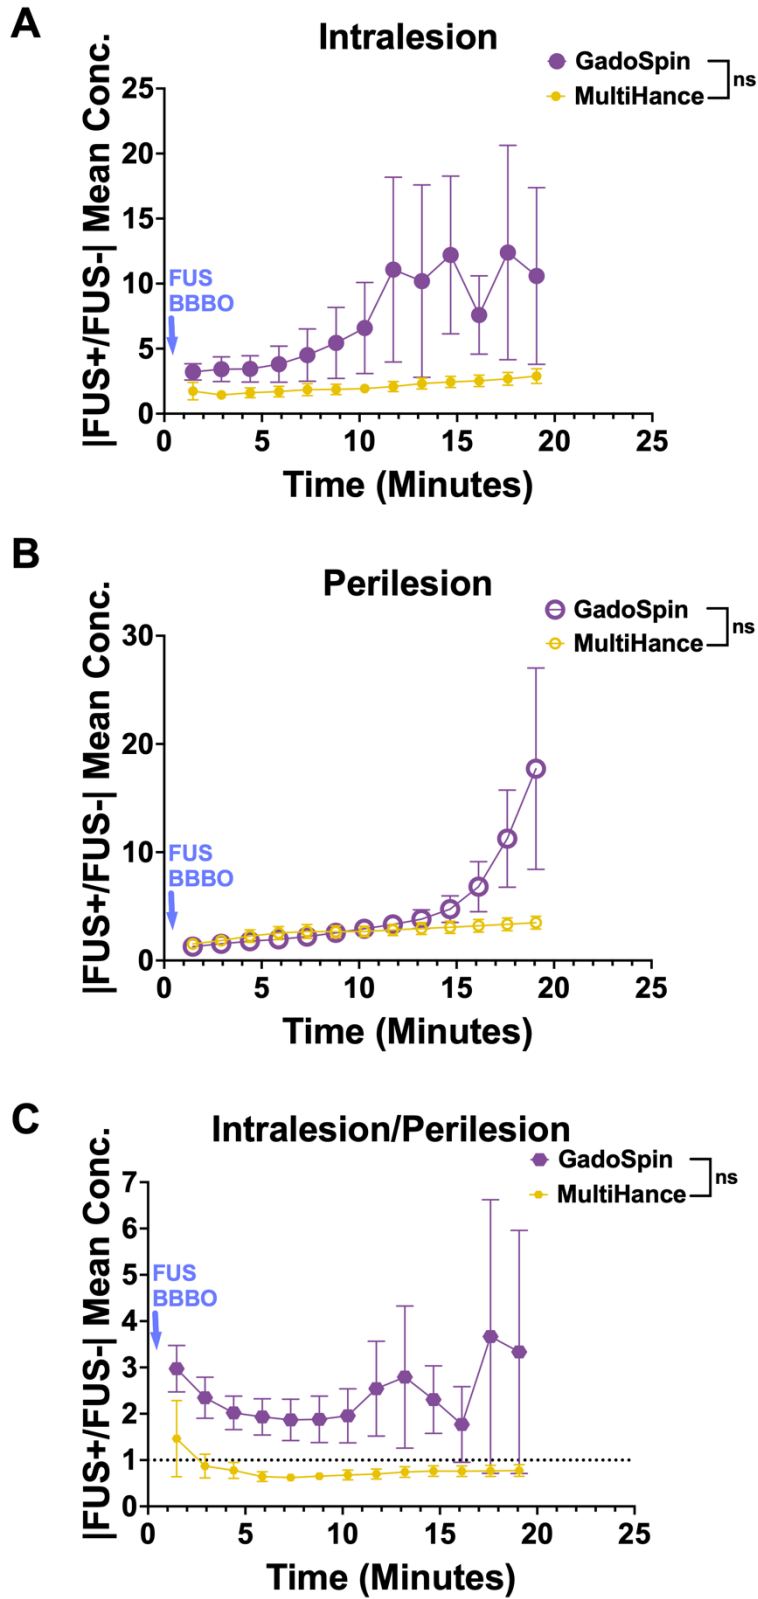 A
Intralesion
GadoSpin
MultiHance
ns
|FUS+/FUS-| Mean Conc.
25
20
15
10
5
0
FUS
BBBO
0 5 10 15 20 25
Time (Minutes)
B
Perilesion
GadoSpin
MultiHance
ns
|FUS+/FUS-| Mean Conc.
30
20
10
0
FUS
BBBO
0 5 10 15 20 25
Time (Minutes)
C
Intralesion/Perilesion
GadoSpin
MultiHance
ns
|FUS+/FUS-| Mean Conc.
7
6
5
4
3
2
1
0
FUS
BBBO
0 5 10 15 20 25
Time (Minutes)